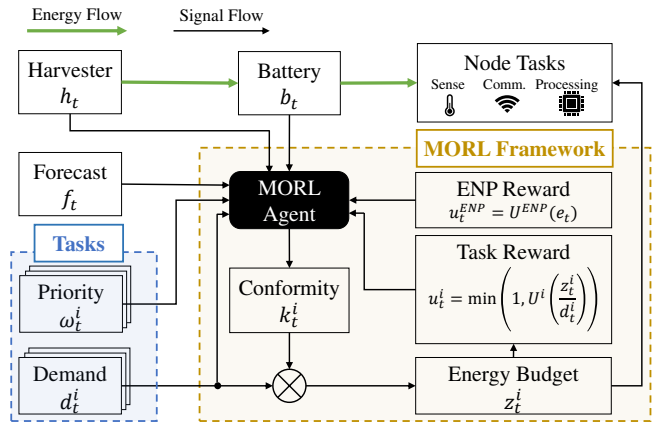 Energy Flow
Signal Flow
Harvester
h_t
Battery
b_t
Node Tasks
Sense Comm. Processing
MORL Framework
Forecast
f_t
MORL
Agent
ENP Reward
u_t^{ENP} = U^{ENP}(e_t)
Tasks
Priority
ω_t^i
Conformity
k_t^i
Task Reward
u_t^i = min(1, U^i(z_t^i / d_t^i))
Demand
d_t^i
Energy Budget
z_t^i